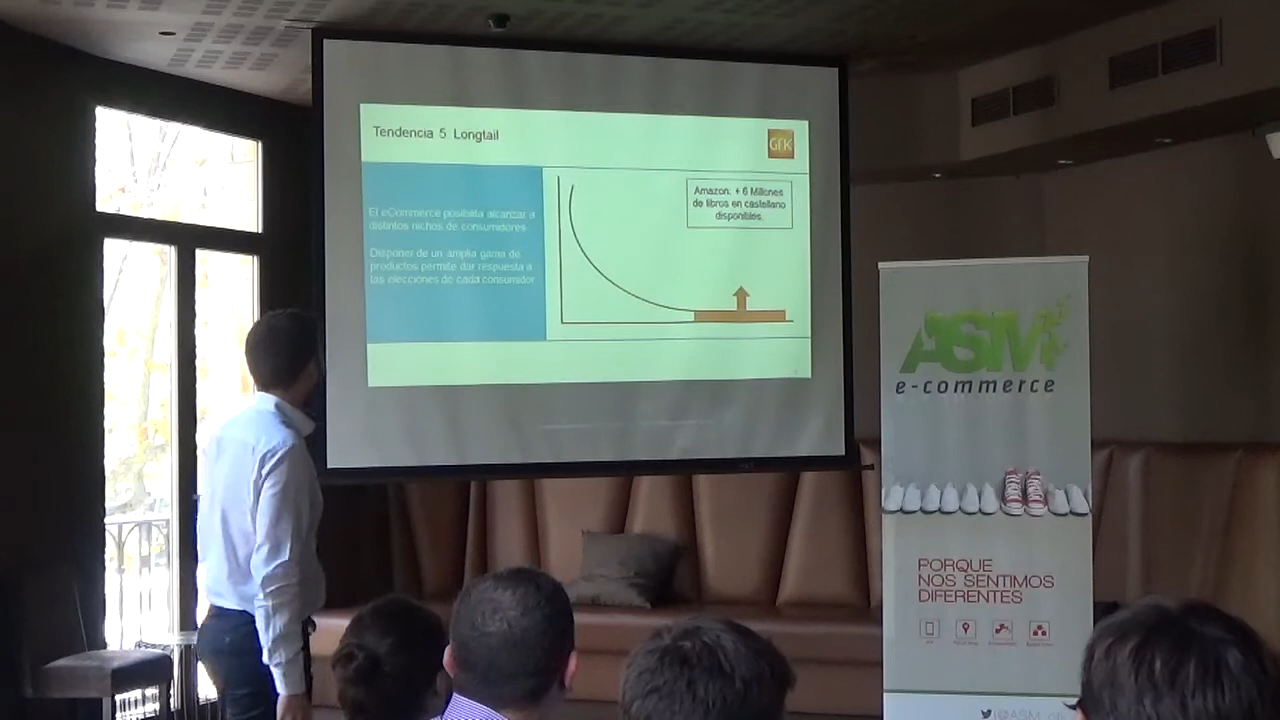 Tendencia 5 Longtail
GfK
El eCommerce posibilita alcanzar a
distintos nichos de consumidores
Disponer de un amplia gama de
productos permite dar respuesta a
las elecciones de cada consumidor
Amazon: + 6 Millones
de libros en castellano
disponibles.
ASM
e-commerce
PORQUE
NOS SENTIMOS
DIFERENTES